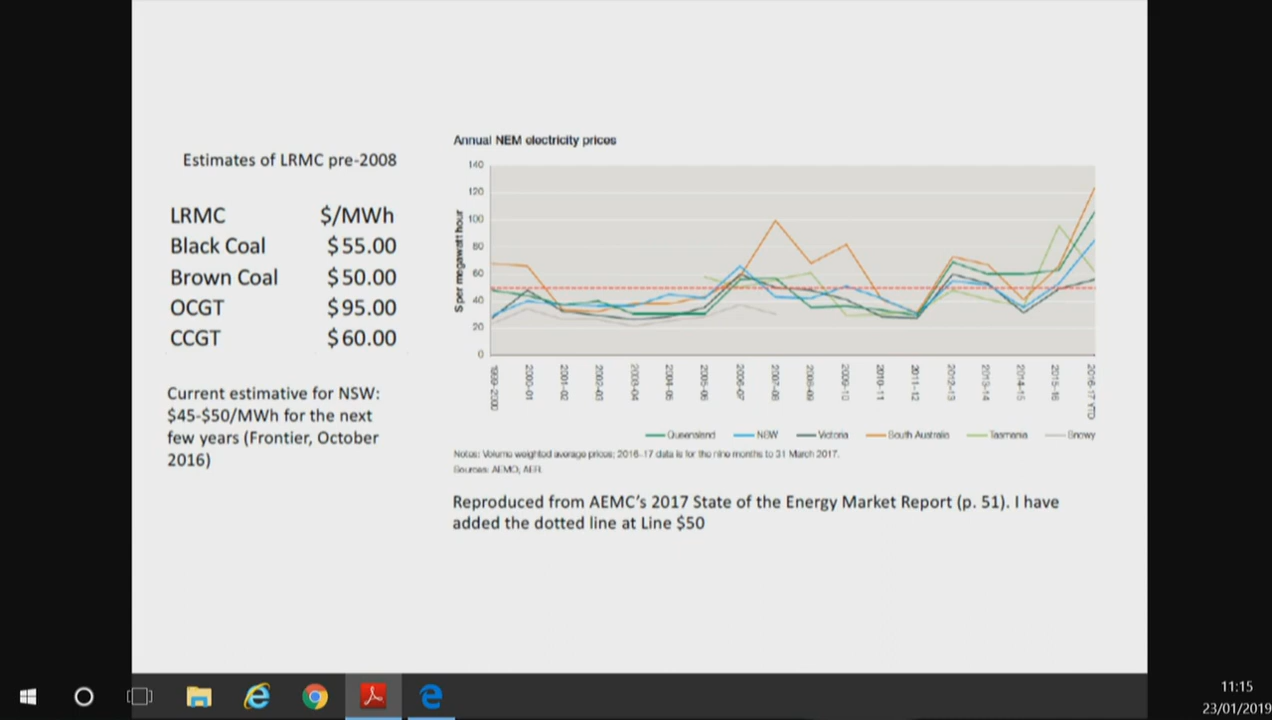 Estimates of LRMC pre-2008
LRMC $/MWh
Black Coal $55.00
Brown Coal $50.00
OCGT $95.00
CCGT $60.00
Current estimative for NSW:
$45-$50/MWh for the next
few years (Frontier, October
2016)
Annual NEM electricity prices
$ per megawatt hour
140
120
100
80
60
40
20
0
1999-2000
2000-01
2001-02
2002-03
2003-04
2004-05
2005-06
2006-07
2007-08
2008-09
2009-10
2010-11
2011-12
2012-13
2013-14
2014-15
2015-16
2016-17 YTD
Queensland NSW Victoria South Australia Tasmania Snowy
Notes: Volume weighted average prices; 2016-17 data is for the nine months to 31 March 2017.
Sources: AEMO; AER.
Reproduced from AEMC's 2017 State of the Energy Market Report (p. 51). I have
added the dotted line at Line $50
11:15
23/01/2019